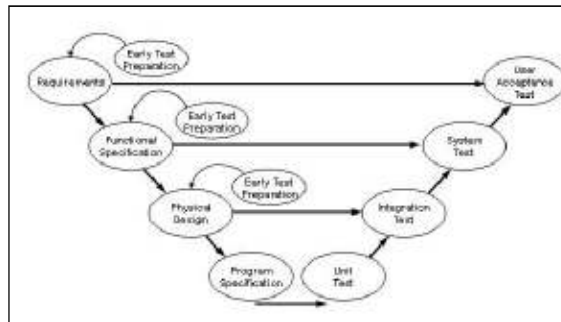 Early Test
Preparation
Requirements
User
Acceptance
Test
Early Test
Preparation
Functional
Specification
System
Test
Early Test
Preparation
Physical
Design
Integration
Test
Program
Specification
Unit
Test